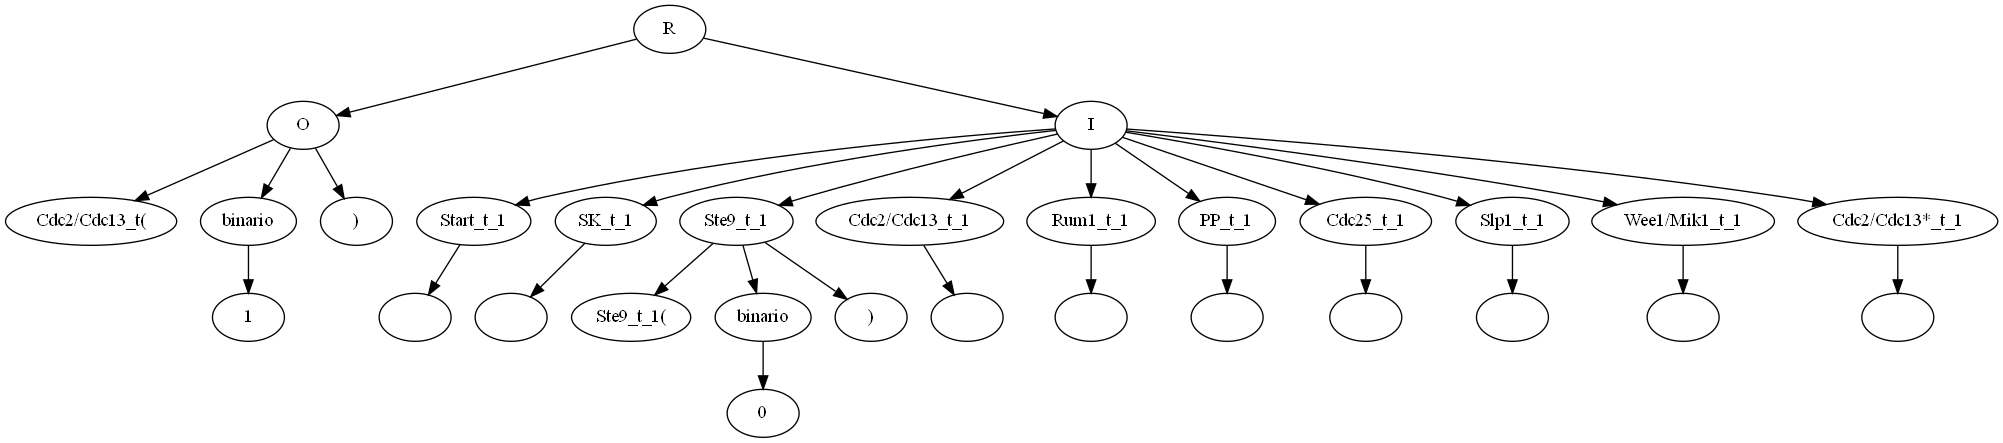 R
O
I
Cdc2/Cdc13_t(
binario
)
Start_t_1
SK_t_1
Ste9_t_1
Cdc2/Cdc13_t_1
Rum1_t_1
PP_t_1
Cdc25_t_1
Slp1_t_1
Wee1/Mik1_t_1
Cdc2/Cdc13*_t_1
1
Ste9_t_1(
binario
)
0